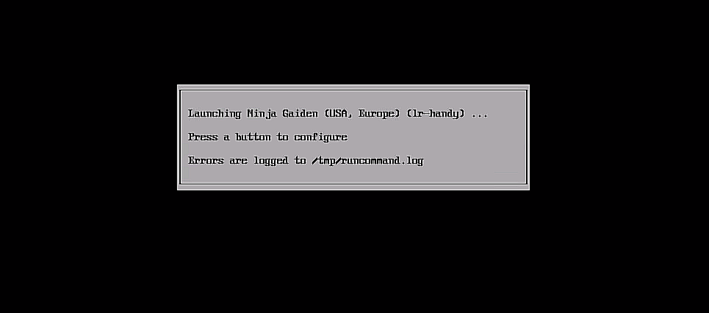 Launching Ninja Gaiden (USA, Europe) (lr-handy) ...
Press a button to configure
Errors are logged to /tmp/runcommand.log